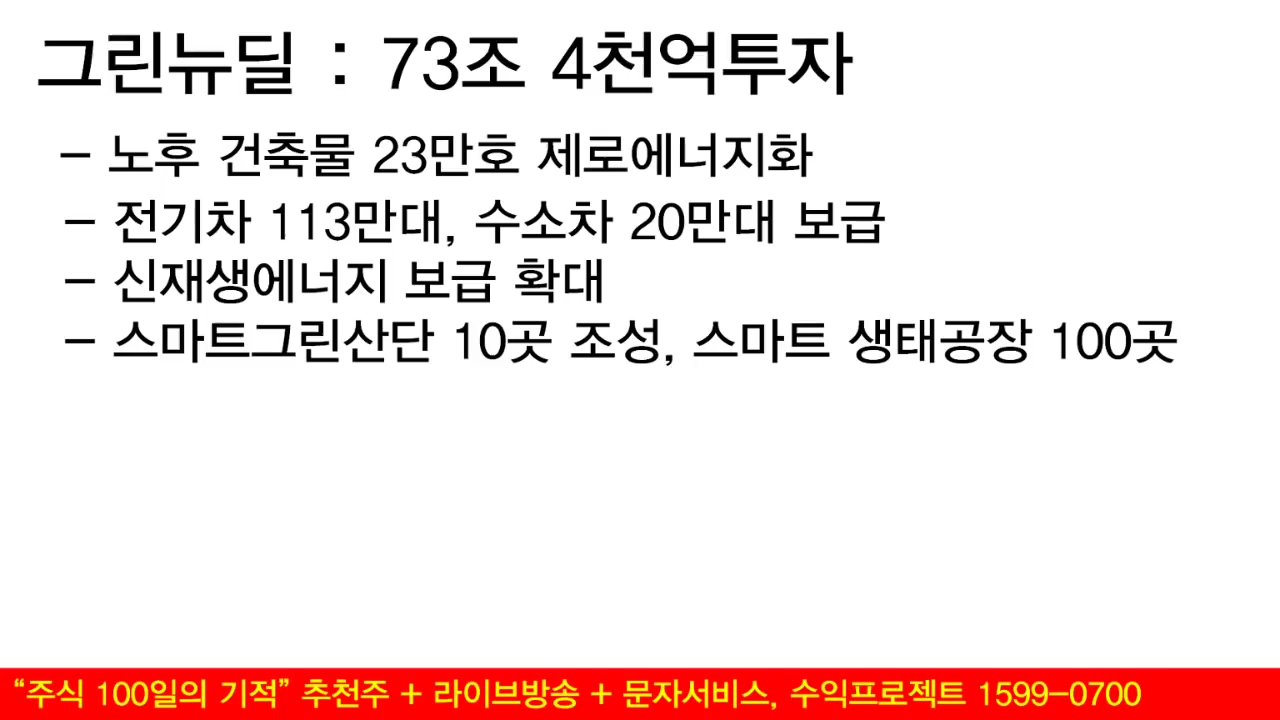 그린뉴딜 : 73조 4천억투자
- 노후 건축물 23만호 제로에너지화
- 전기차 113만대, 수소차 20만대 보급
- 신재생에너지 보급 확대
- 스마트그린산단 10곳 조성, 스마트 생태공장 100곳
“주식 100일의 기적” 추천주 + 라이브방송 + 문자서비스, 수익프로젝트 1599-0700